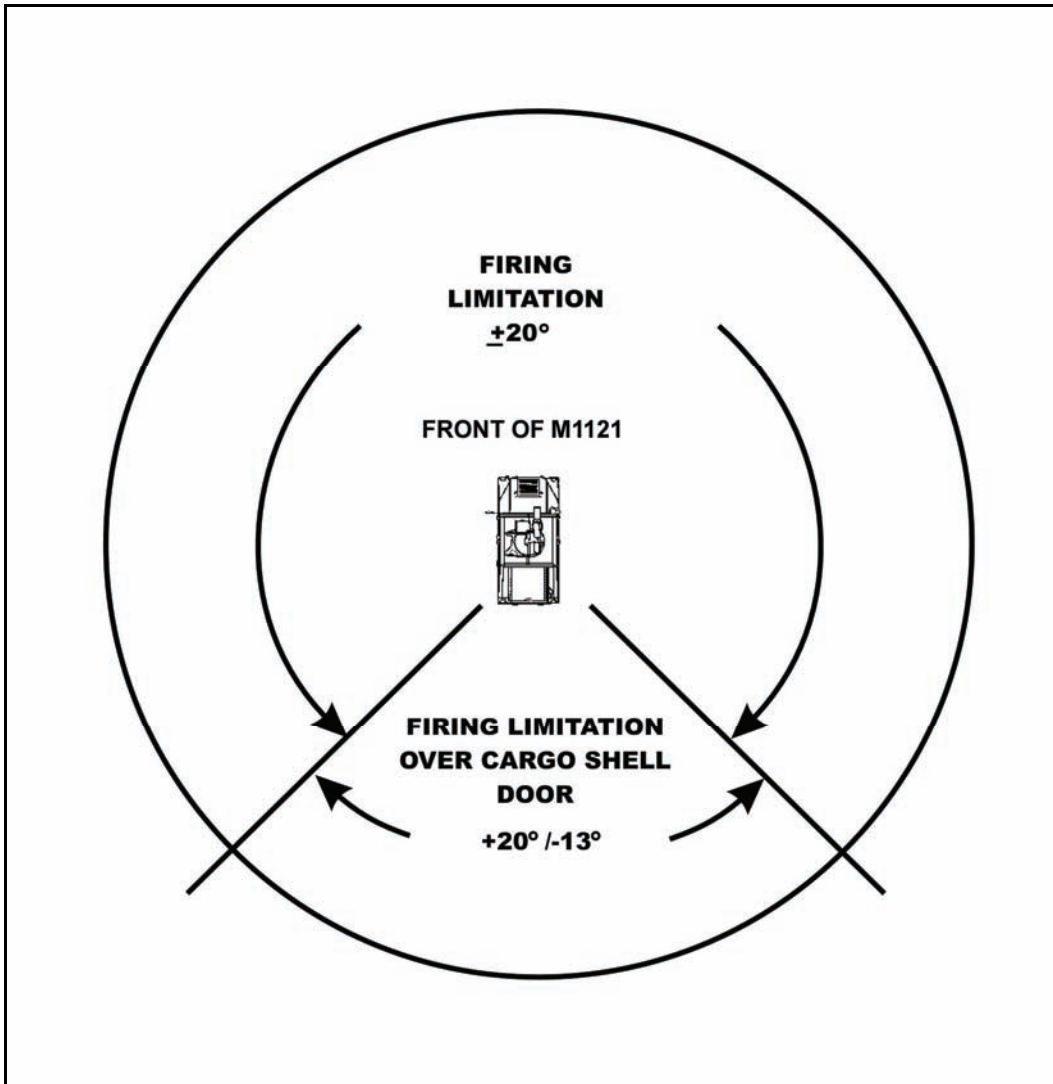 FIRING
LIMITATION
±20°
FRONT OF M1121
FIRING LIMITATION
OVER CARGO SHELL
DOOR
+20° /-13°